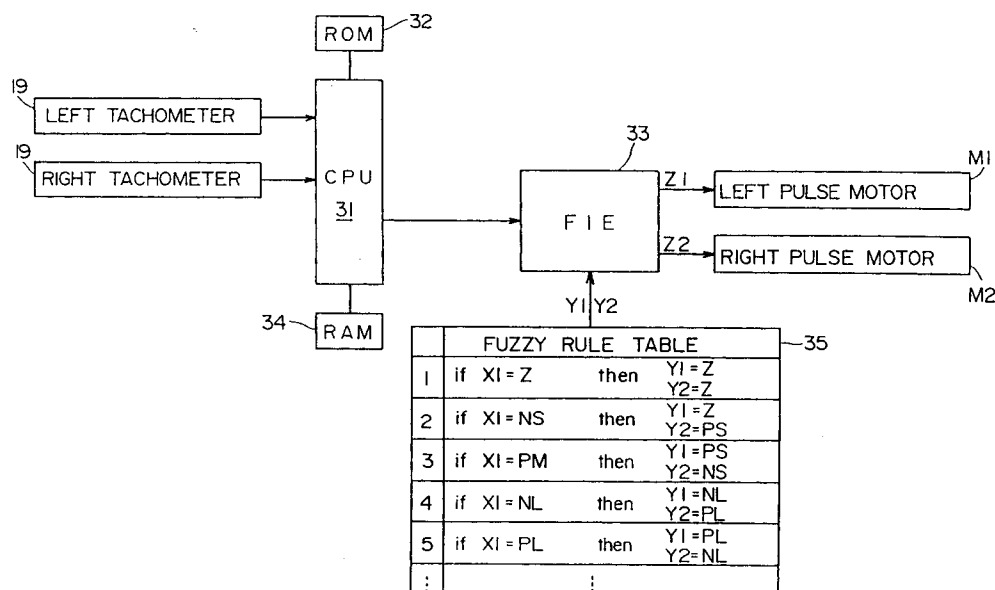 ROM
32
19
LEFT TACHOMETER
19
RIGHT TACHOMETER
CPU
31
34
RAM
33
FIE
Z1
Z2
M1
LEFT PULSE MOTOR
RIGHT PULSE MOTOR
M2
Y1 Y2
FUZZY RULE TABLE
35
1 if X1=Z then Y1=Z
Y2=Z
2 if X1=NS then Y1=Z
Y2=PS
3 if X1=PM then Y1=PS
Y2=NS
4 if X1=NL then Y1=NL
Y2=PL
5 if X1=PL then Y1=PL
Y2=NL
⋮ ⋮